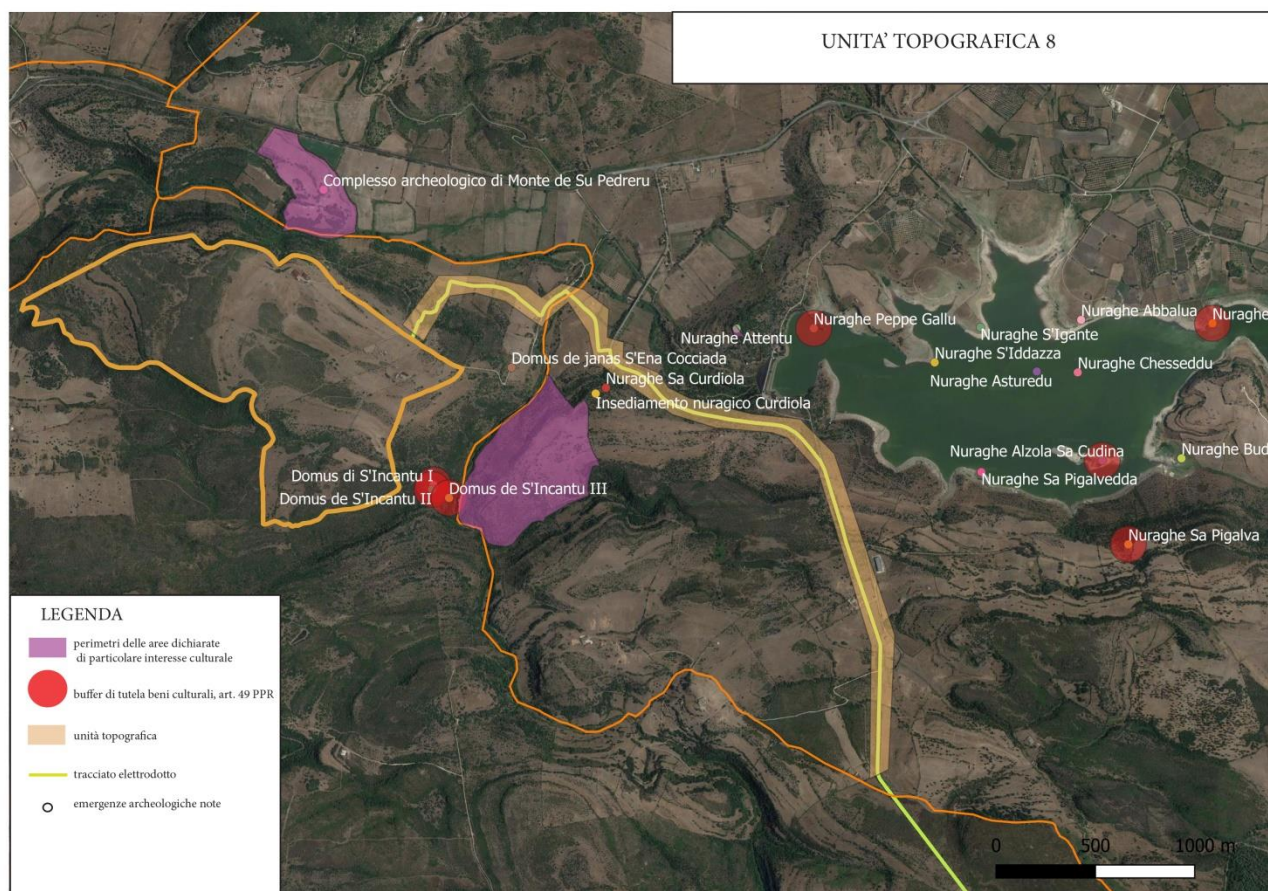 UNITA' TOPOGRAFICA 8
Complesso archeologico di Monte de Su Pedreru
Nuraghe Peppe Gallu
Nuraghe Abbalua
Nuraghe
Nuraghe Attentu
Nuraghe S'Igante
Domus de janas S'Ena Cocciada
Nuraghe S'Iddazza
Nuraghe Chesseddu
Nuraghe Sa Curdiola
Nuraghe Asturedu
Insediamento nuragico Curdiola
Nuraghe Alzola Sa Cudina
Nuraghe Bud
Domus di S'Incantu I
Nuraghe Sa Pigalvedda
Domus de S'Incantu II
Domus de S'Incantu III
Nuraghe Sa Pigalva
LEGENDA
perimetri delle aree dichiarate
di particolare interesse culturale
buffer di tutela beni culturali, art. 49 PPR
unità topografica
tracciato elettrodotto
emergenze archeologiche note
0 500 1000 m